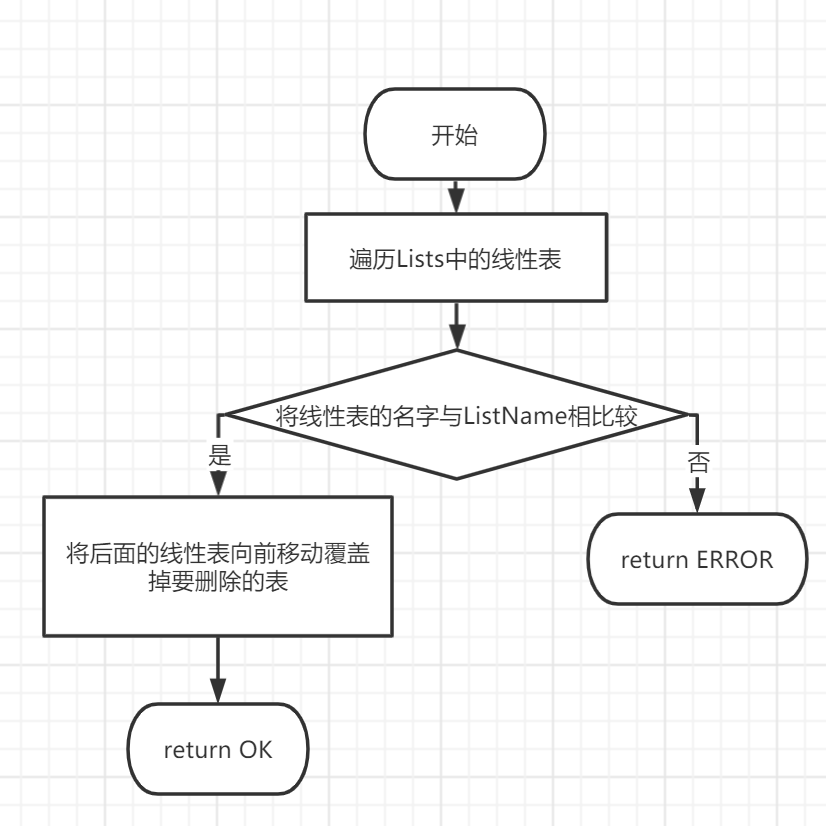 开始
遍历Lists中的线性表
将线性表的名字与ListName相比较
是
否
将后面的线性表向前移动覆盖
掉要删除的表
return ERROR
return OK